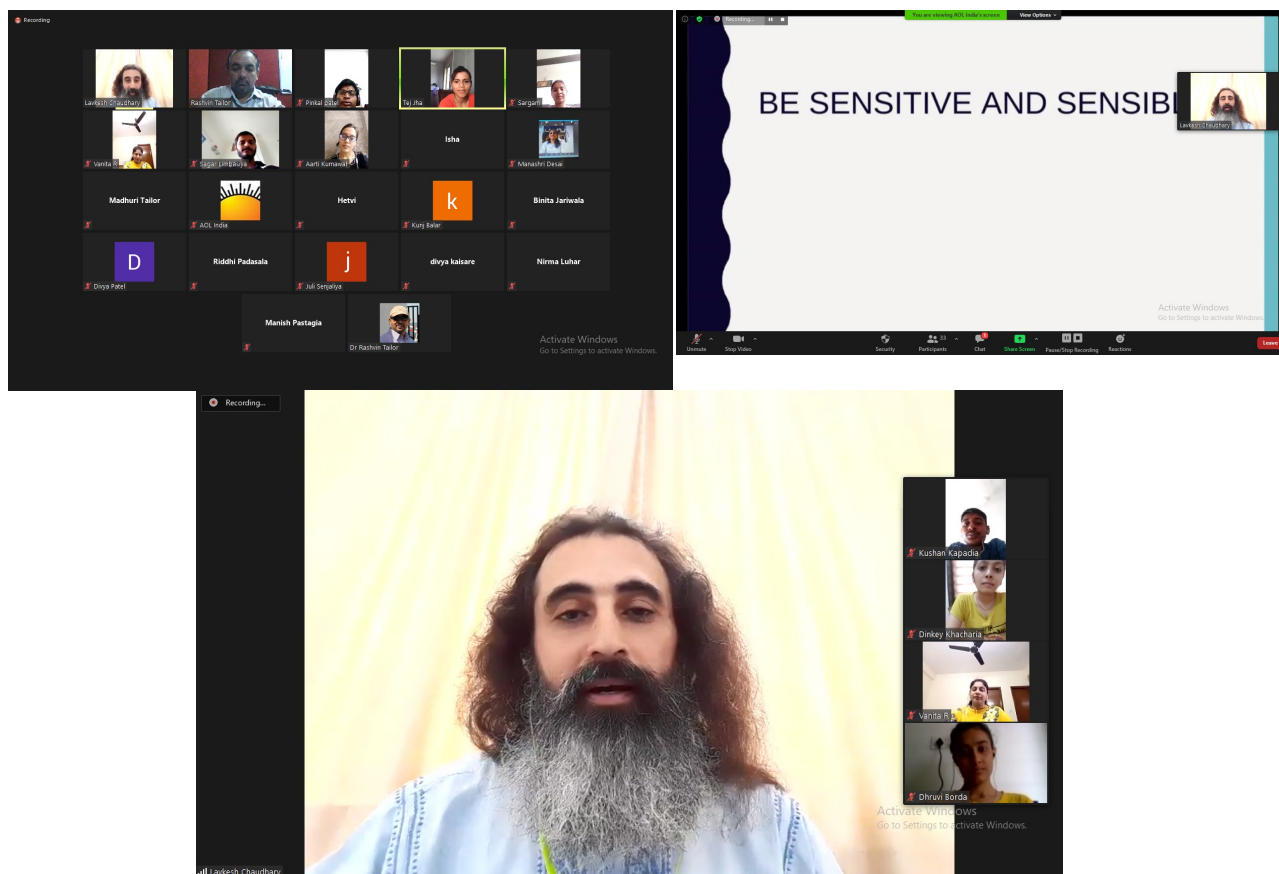 Recording
Lavkesh Chaudhary
Rashvin Tailor
Pinkal patel
Tej Jha
Sargam
Vanita R
Sagar Limbasiya
Aarti Kumawat
Isha
Manashri Desai
Madhuri Tailor
AOL India
Hetvi
k
Kunj Balar
Binita Jariwala
D
Divya Patel
Riddhi Padasala
j
Juli Senjaliya
divya kaisare
Nirma Luhar
Manish Pastagia
Dr Rashvin Tailor
Activate Windows
Go to Settings to activate Windows.
Recording...
You are viewing AOL India's screen
View Options
BE SENSITIVE AND SENSIBL
Lavkesh Chaudhary
Activate Windows
Go to Settings to activate Windows.
Unmute
Stop Video
Security
Participants
33
Chat
Share Screen
Pause/Stop Recording
Reactions
Leave
Recording...
Kushan Kapadia
Dinkey Khacharia
Vanita R
Dhruvi Borda
Activate Windows
Go to Settings to activate Windows.
Lavkesh Chaudhary